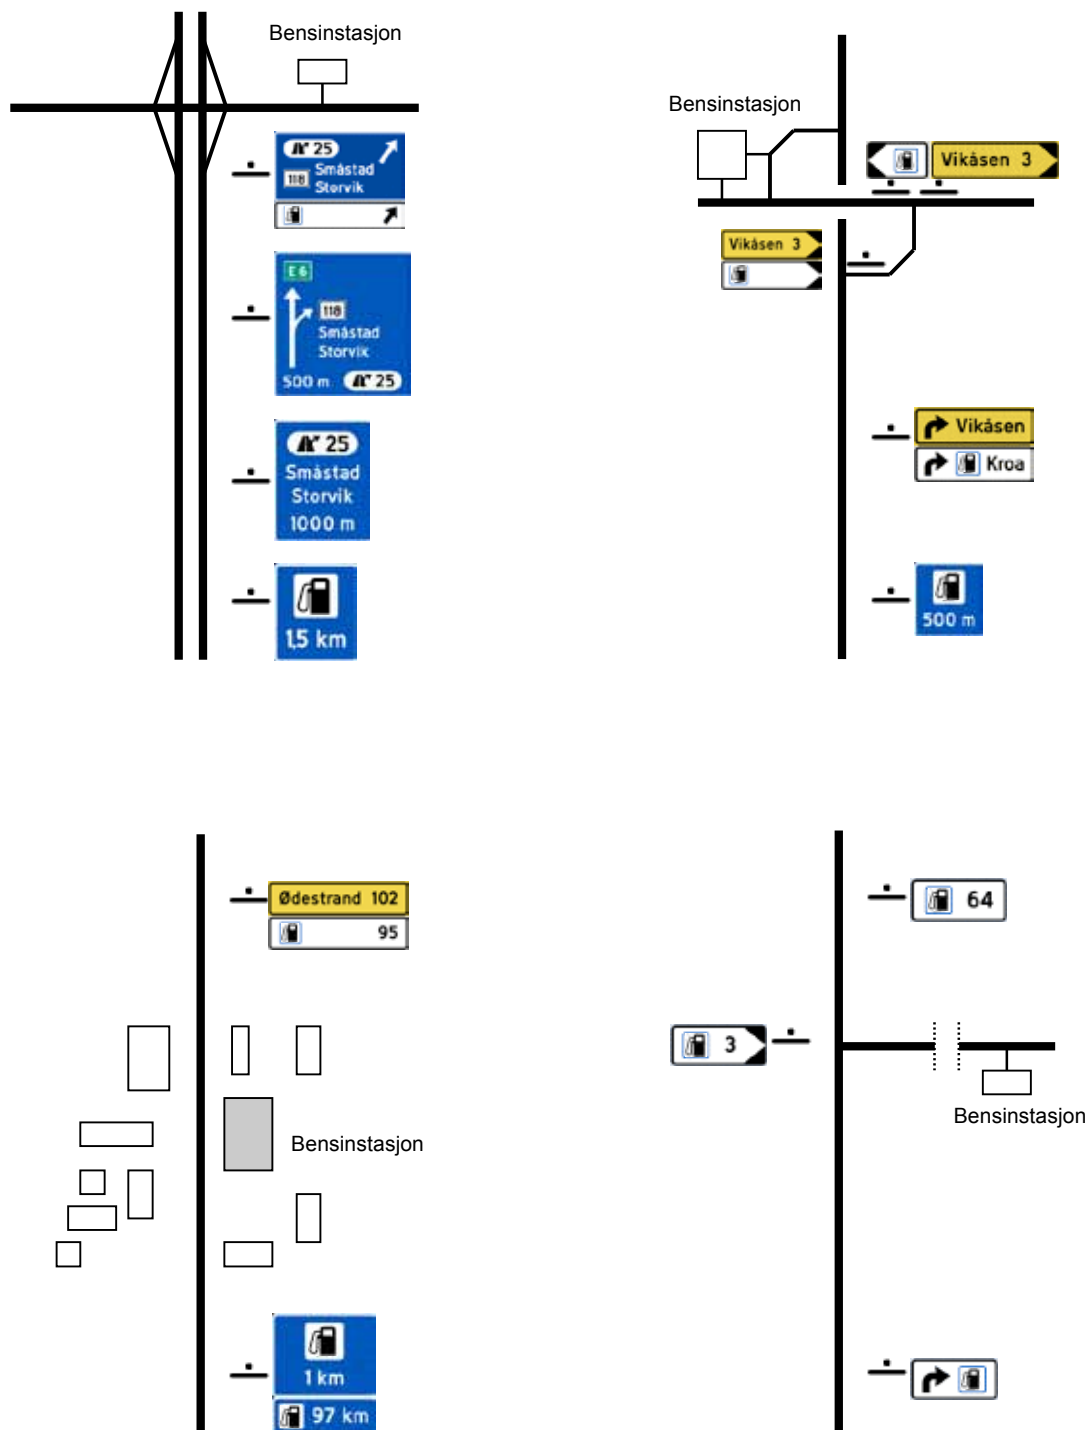 Bensinstasjon
25
118 Småstad
Storvik
E6
118
Småstad
Storvik
500 m 25
25
Småstad
Storvik
1000 m
1,5 km
Bensinstasjon
Vikåsen 3
Vikåsen 3
Vikåsen
Kroa
500 m
Ødestrand 102
95
Bensinstasjon
1 km
97 km
64
3
Bensinstasjon